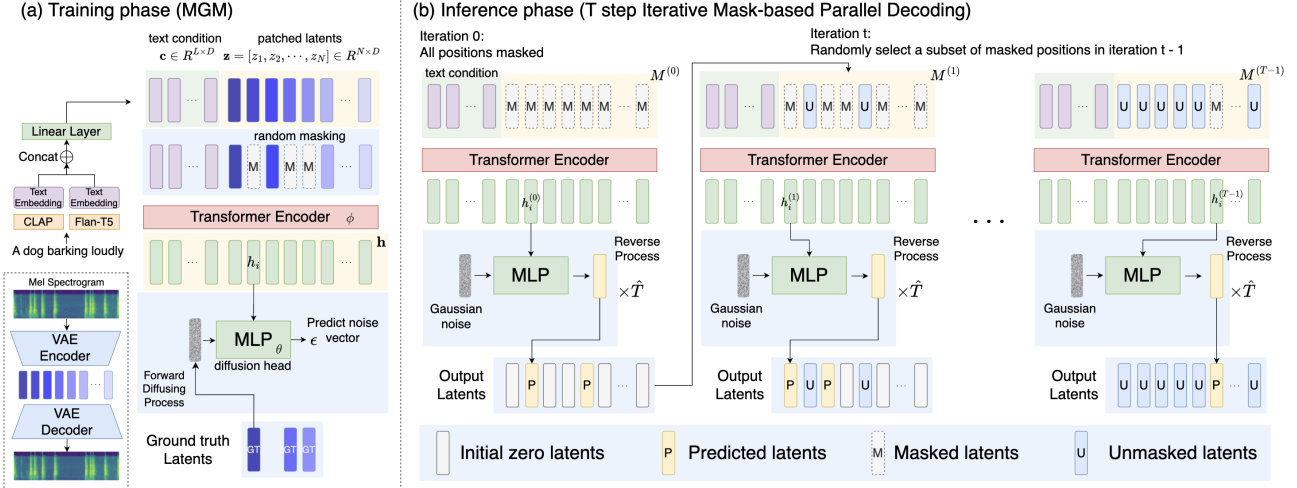 (a) Training phase (MGM)
text condition
c ∈ R^{L×D}
patched latents
z = [z_1, z_2, ⋯, z_N] ∈ R^{N×D}
...
...
Linear Layer
Concat
Text Embedding
Text Embedding
CLAP
Flan-T5
A dog barking loudly
random masking
...
M
M
M
...
Transformer Encoder ϕ
h
...
h_i
...
MLP_θ
diffusion head
Predict noise vector
ϵ
Forward Diffusing Process
Ground truth Latents
GT
GT
GT
Mel Spectrogram
VAE Encoder
...
VAE Decoder
(b) Inference phase (T step Iterative Mask-based Parallel Decoding)
Iteration 0:
All positions masked
text condition
M^{(0)}
...
M M M M M M ... M
Transformer Encoder
...
h_i^{(0)}
...
Gaussian noise
MLP
Reverse Process
×T̂
Output Latents
P
P
...
Iteration t:
Randomly select a subset of masked positions in iteration t - 1
M^{(1)}
...
M U M M U M ... M
Transformer Encoder
...
h_i^{(1)}
...
Gaussian noise
MLP
Reverse Process
×T̂
Output Latents
P U P U ...
...
M^{(T−1)}
...
U U U U U M ... U
Transformer Encoder
...
h_i^{(T−1)}
...
Gaussian noise
MLP
Reverse Process
×T̂
Output Latents
U U U U U P ... U
Initial zero latents
P Predicted latents
M Masked latents
U Unmasked latents